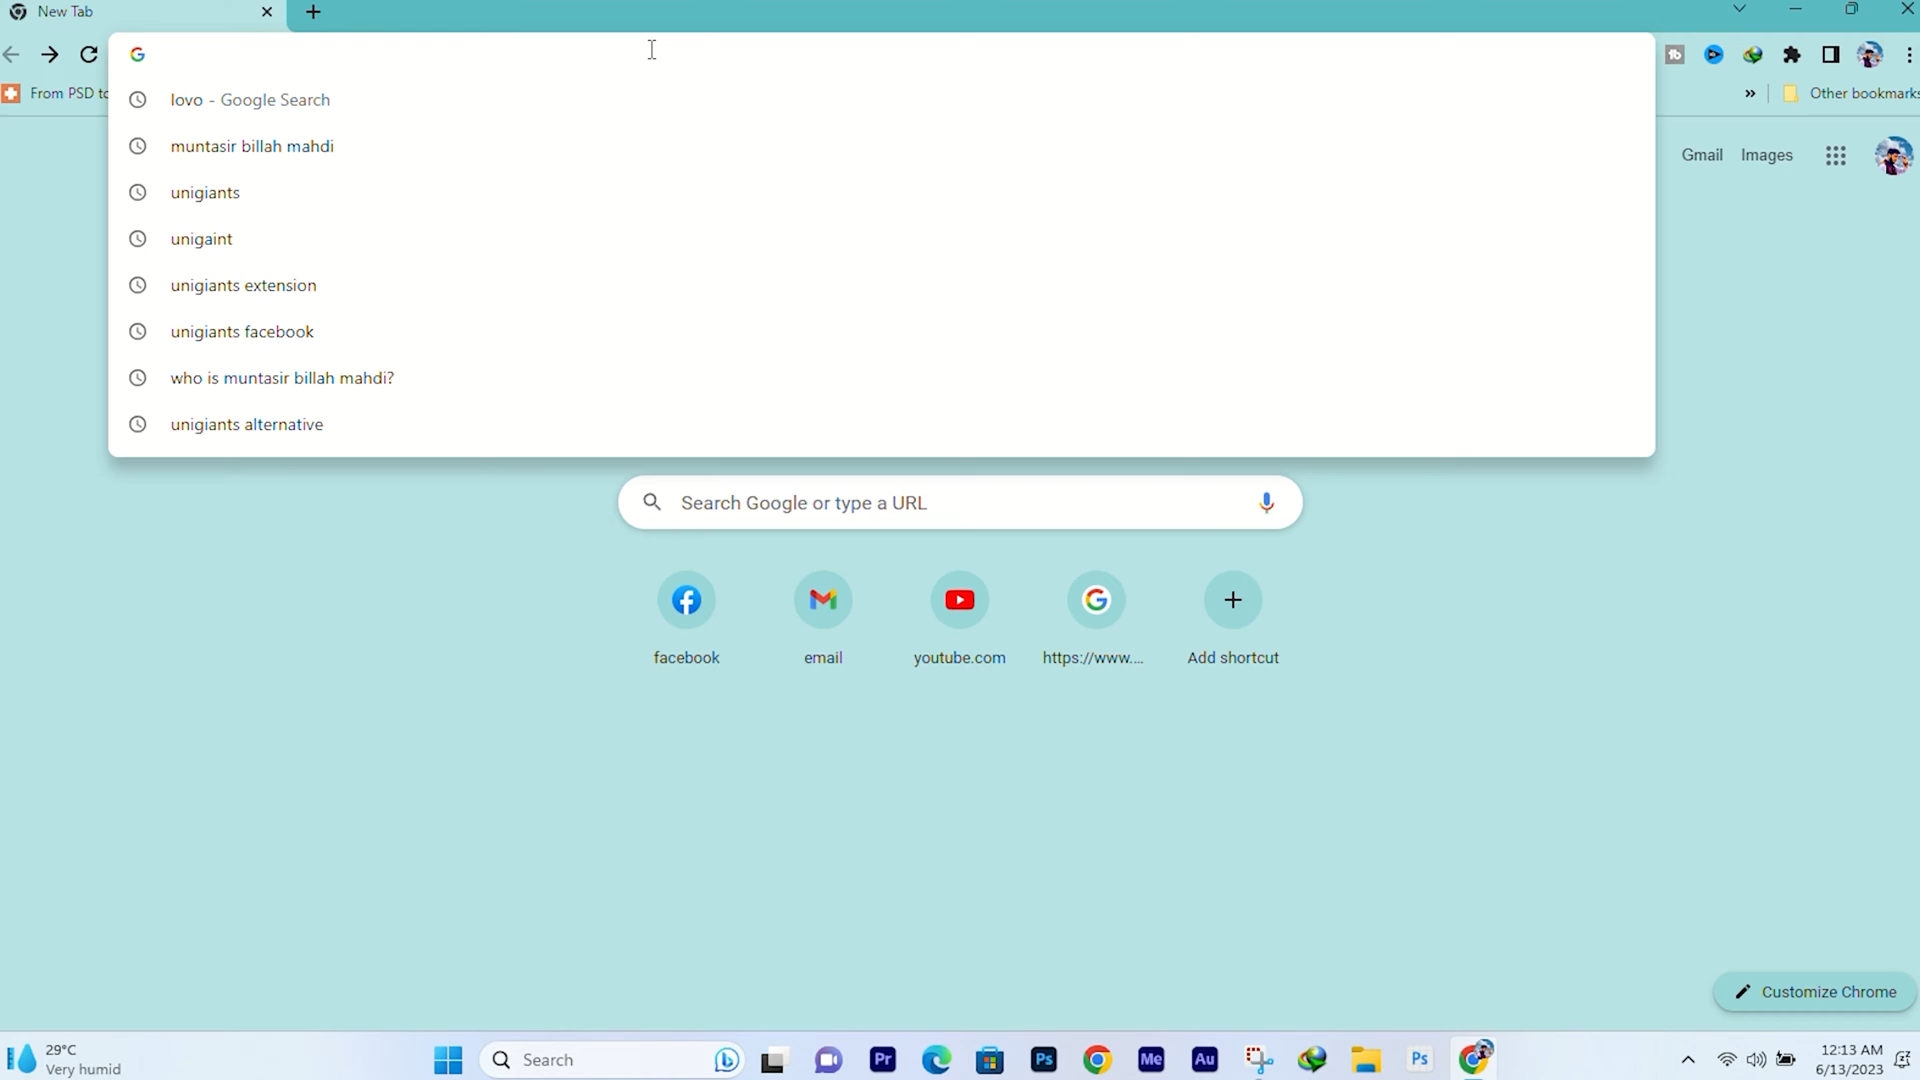 New Tab
From PSD to
lovo - Google Search
muntasir billah mahdi
unigiants
unigaint
unigiants extension
unigiants facebook
who is muntasir billah mahdi?
unigiants alternative
Other bookmarks
Gmail Images
Search Google or type a URL
facebook email youtube.com https://www.... Add shortcut
Customize Chrome
29°C
Very humid
Search
Pr Ps Me Au Ps
12:13 AM
6/13/2023